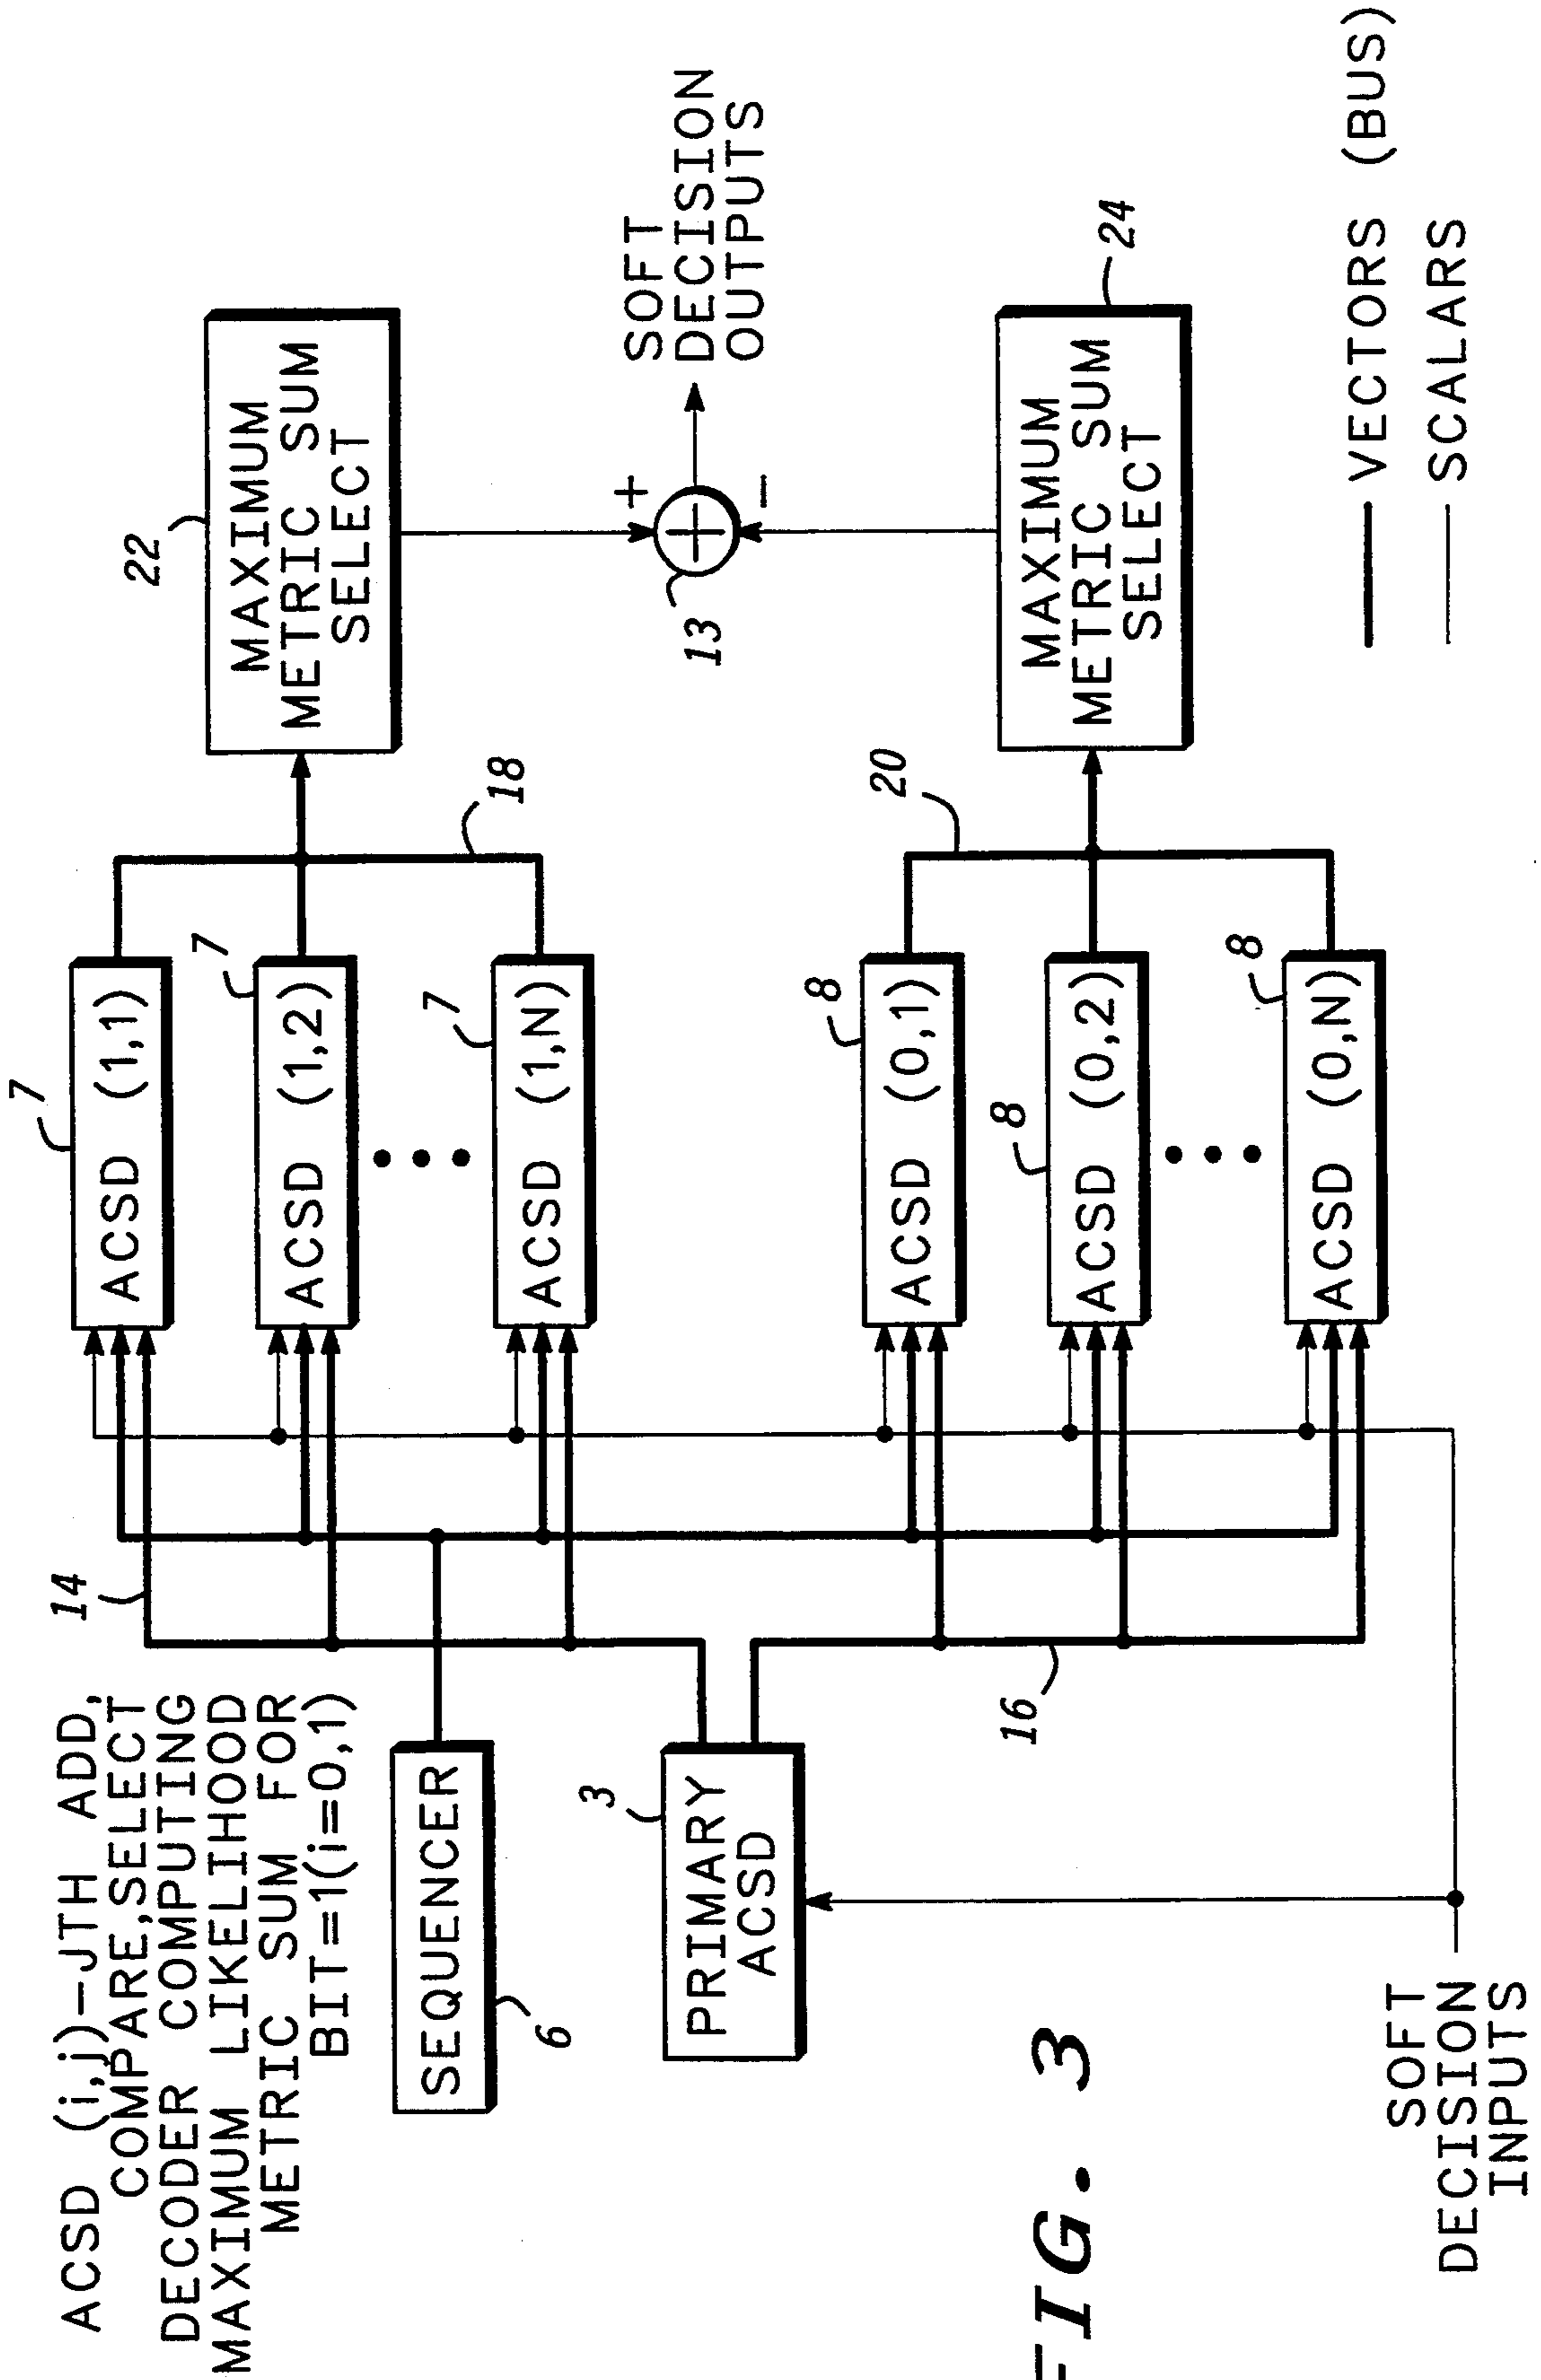 ACSD (i,j)-JTH ADD,
COMPARE,SELECT
DECODER COMPUTING
MAXIMUM LIKELIHOOD
METRIC SUM FOR
BIT=1(i=0,1)
SEQUENCER
6
PRIMARY
ACSD
3
SOFT
DECISION
INPUTS
14
16
ACSD (1,1)
7
ACSD (1,2)
7
ACSD (1,N)
7
ACSD (0,1)
8
ACSD (0,2)
8
ACSD (0,N)
8
18
20
22
MAXIMUM
METRIC SUM
SELECT
+
13
−
SOFT
DECISION
OUTPUTS
MAXIMUM
METRIC SUM
SELECT
24
VECTORS (BUS)
SCALARS
FIG. 3